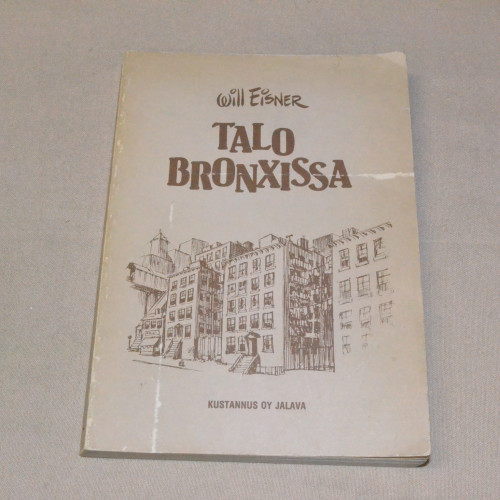 Will Eisner
TALO
BRONXISSA
KUSTANNUS OY JALAVA